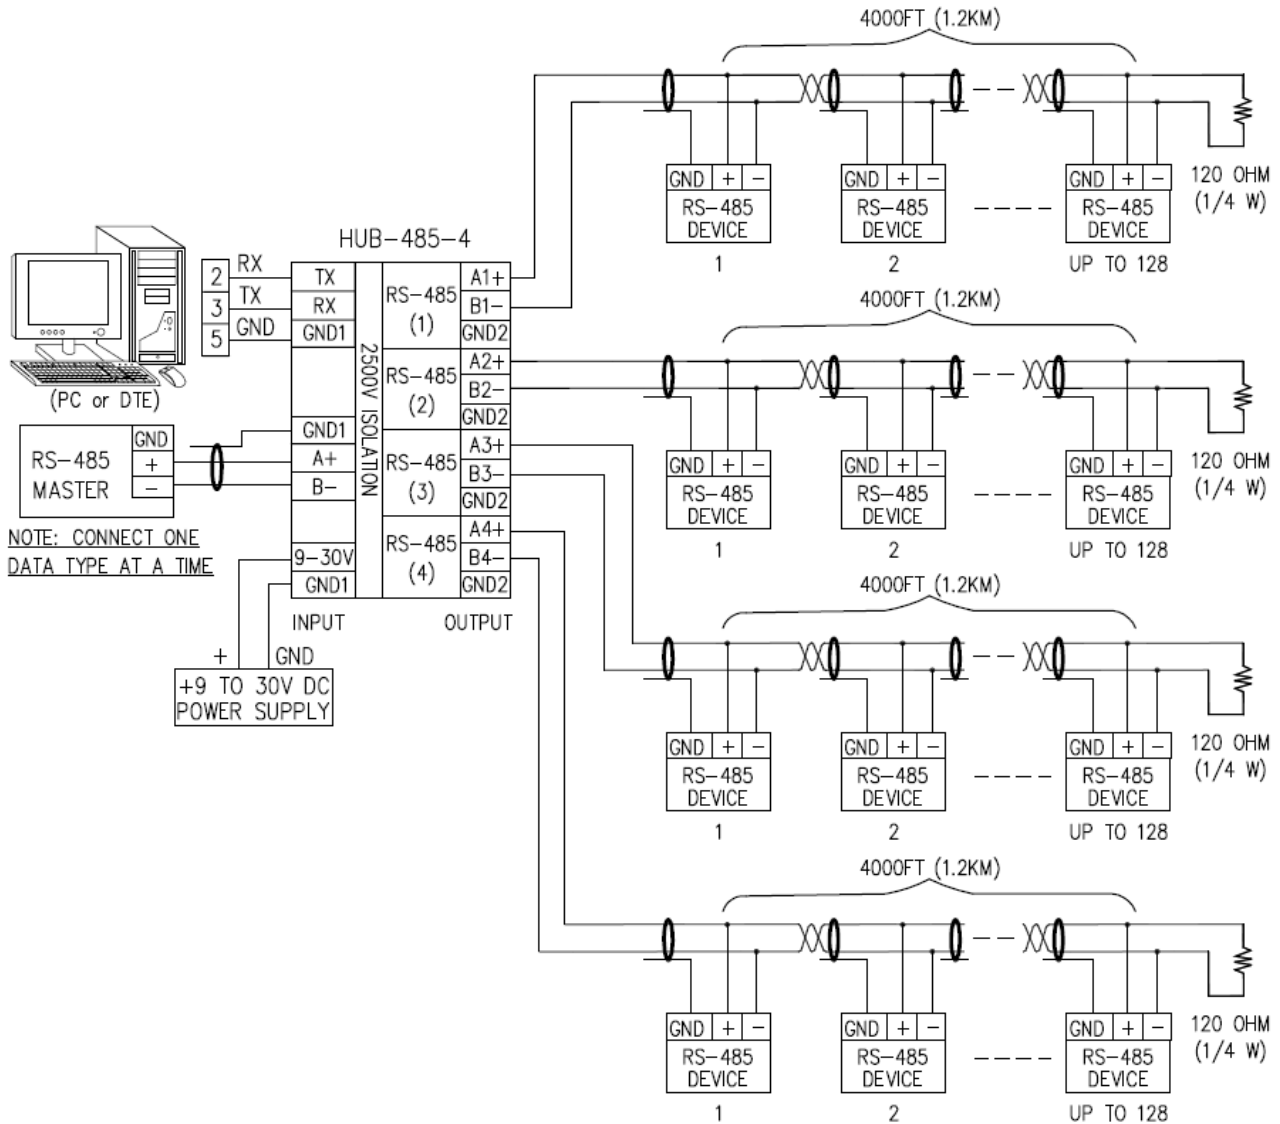 4000FT (1.2KM)
GND + −
RS-485
DEVICE
1
GND + −
RS-485
DEVICE
2
GND + −
RS-485
DEVICE
UP TO 128
120 OHM
(1/4 W)
HUB-485-4
2 RX
3 TX
5 GND
(PC or DTE)
TX
RX
GND1
GND1
A+
B-
9-30V
GND1
INPUT
2500V ISOLATION
RS-485
(1)
A1+
B1-
GND2
RS-485
(2)
A2+
B2-
GND2
RS-485
(3)
A3+
B3-
GND2
RS-485
(4)
A4+
B4-
GND2
OUTPUT
RS-485
MASTER
GND
+
−
NOTE: CONNECT ONE
DATA TYPE AT A TIME
+ GND
+9 TO 30V DC
POWER SUPPLY
4000FT (1.2KM)
GND + −
RS-485
DEVICE
1
GND + −
RS-485
DEVICE
2
GND + −
RS-485
DEVICE
UP TO 128
120 OHM
(1/4 W)
4000FT (1.2KM)
GND + −
RS-485
DEVICE
1
GND + −
RS-485
DEVICE
2
GND + −
RS-485
DEVICE
UP TO 128
120 OHM
(1/4 W)
4000FT (1.2KM)
GND + −
RS-485
DEVICE
1
GND + −
RS-485
DEVICE
2
GND + −
RS-485
DEVICE
UP TO 128
120 OHM
(1/4 W)